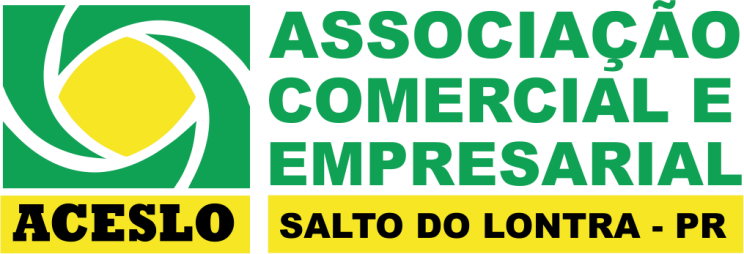 ASSOCIAÇÃO
COMERCIAL E
EMPRESARIAL
ACESLO
SALTO DO LONTRA - PR